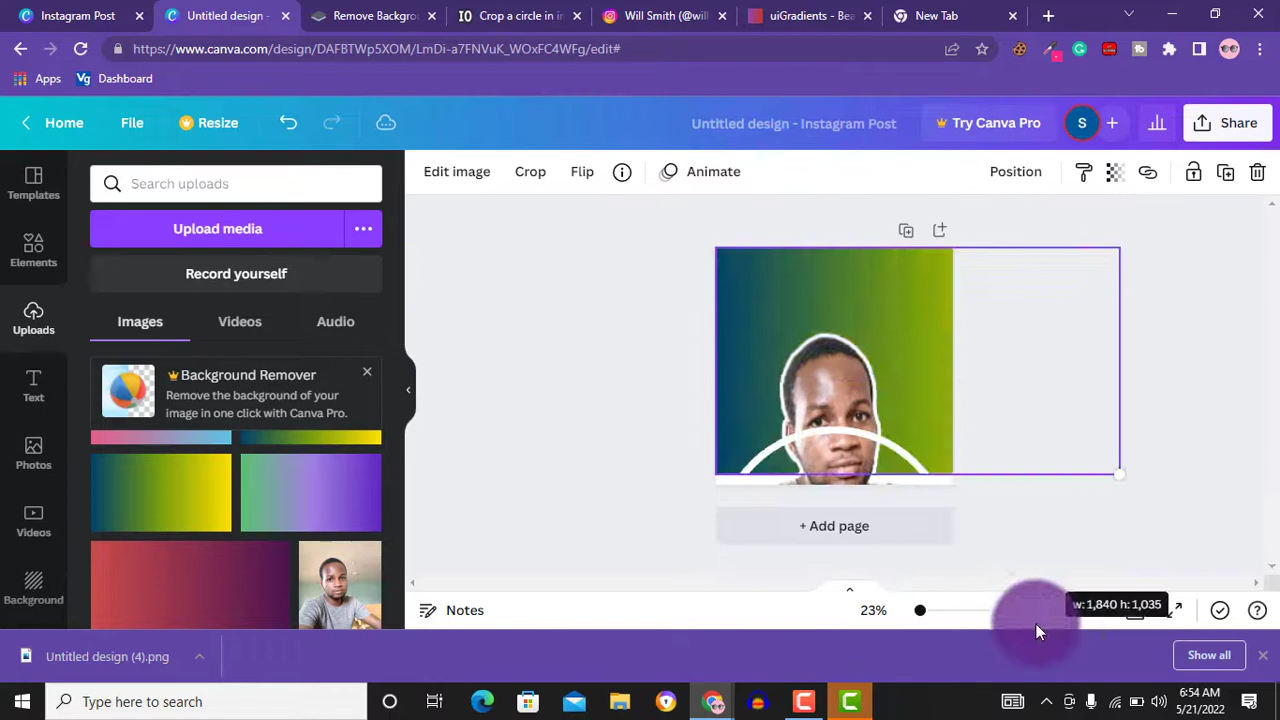 Instagram Post
Untitled design -
Remove Backgro
Crop a circle in
Will Smith (@will
uiGradients - Bea
New Tab
https://www.canva.com/design/DAFBTWp5XOM/LmDi-a7FNVuK_WOxFC4WFg/edit#
Apps
Vg
Dashboard
Home
File
Resize
Untitled design - Instagram Post
Try Canva Pro
S
Share
Templates
Elements
Uploads
Text
Photos
Videos
Background
Search uploads
Upload media
Record yourself
Images
Videos
Audio
Background Remover
Remove the background of your
image in one click with Canva Pro.
Edit image
Crop
Flip
Animate
Position
+ Add page
Notes
23%
w: 1,840 h: 1,035
Untitled design (4).png
Show all
Type here to search
6:54 AM
5/21/2022